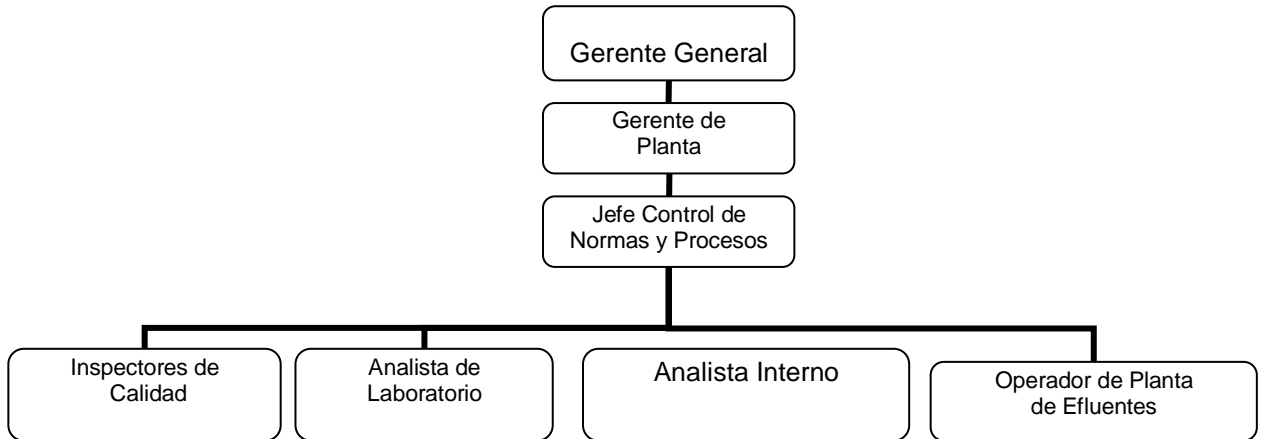 Gerente General
Gerente de
Planta
Jefe Control de
Normas y Procesos
Inspectores de
Calidad
Analista de
Laboratorio
Analista Interno
Operador de Planta
de Efluentes